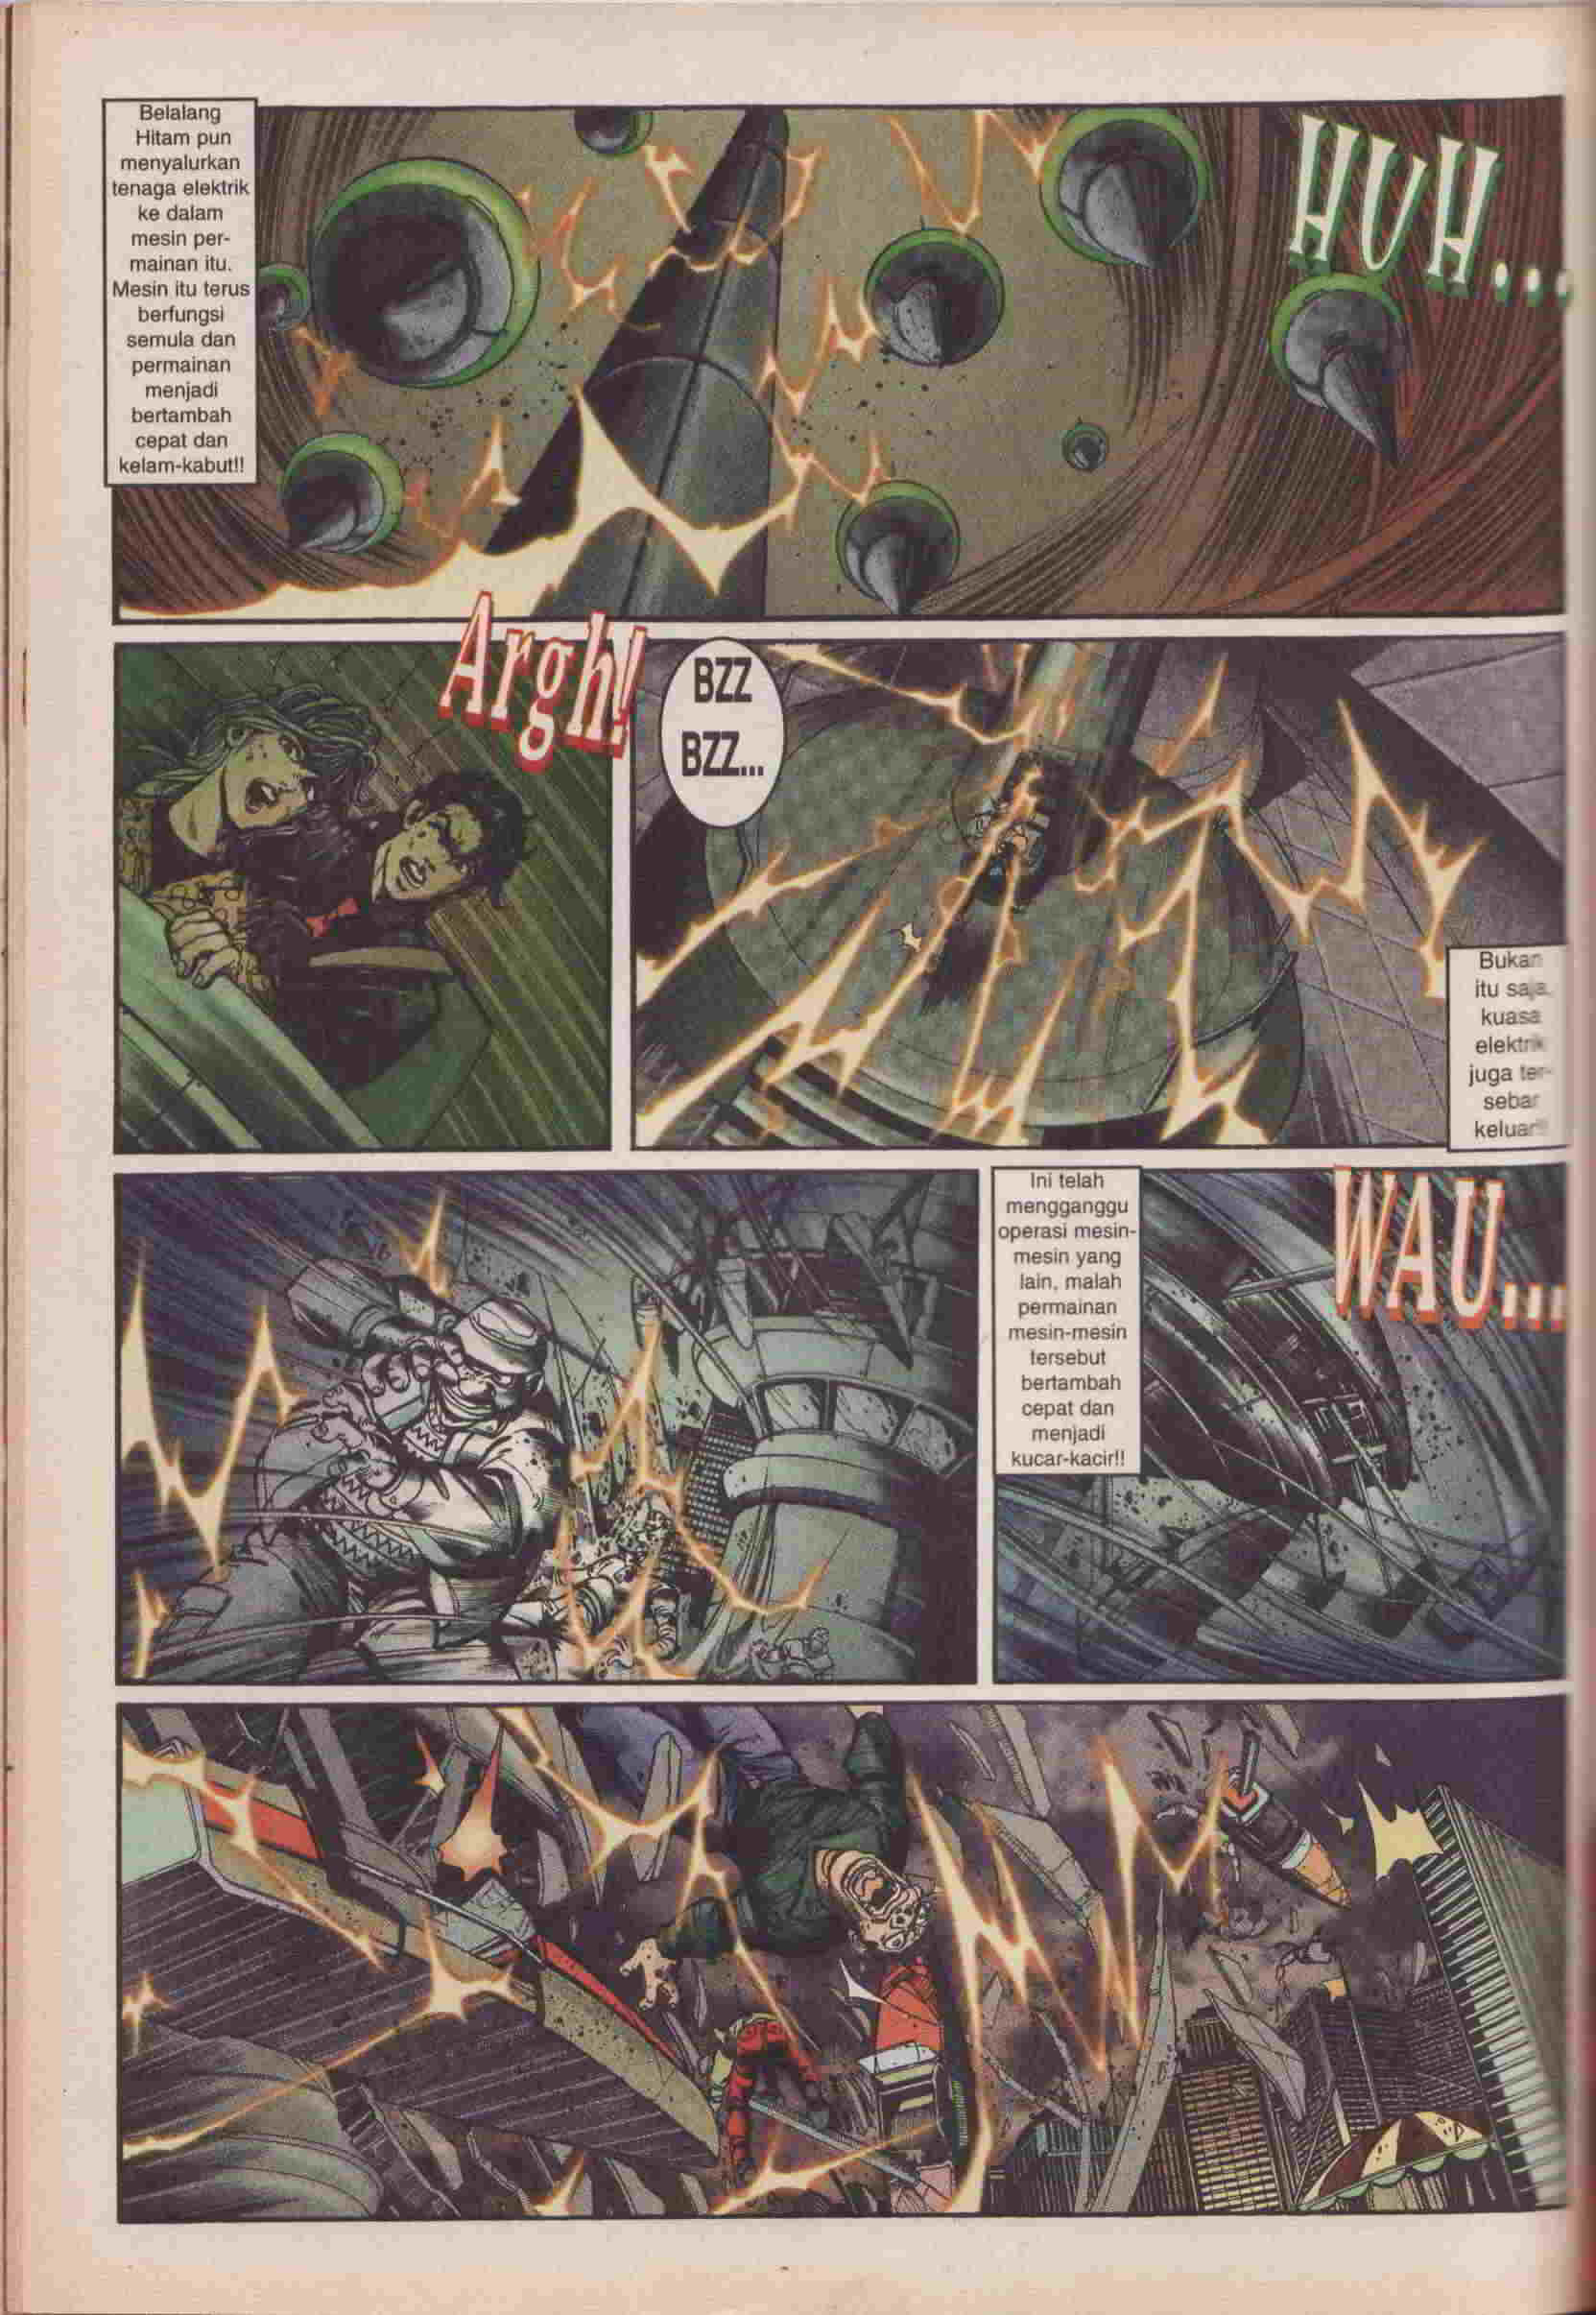 Belalang
Hitam pun
menyalurkan
tenaga elektrik
ke dalam
mesin per-
mainan itu.
Mesin itu terus
berfungsi
semula dan
permainan
menjadi
bertambah
cepat dan
kelam-kabut!!
HUH...
Argh!
BZZ
BZZ...
Bukan
itu saja,
kuasa
elektrik
juga ter-
sebar
keluar!!
Ini telah
mengganggu
operasi mesin-
mesin yang
lain, malah
permainan
mesin-mesin
tersebut
bertambah
cepat dan
menjadi
kucar-kacir!!
WAU...